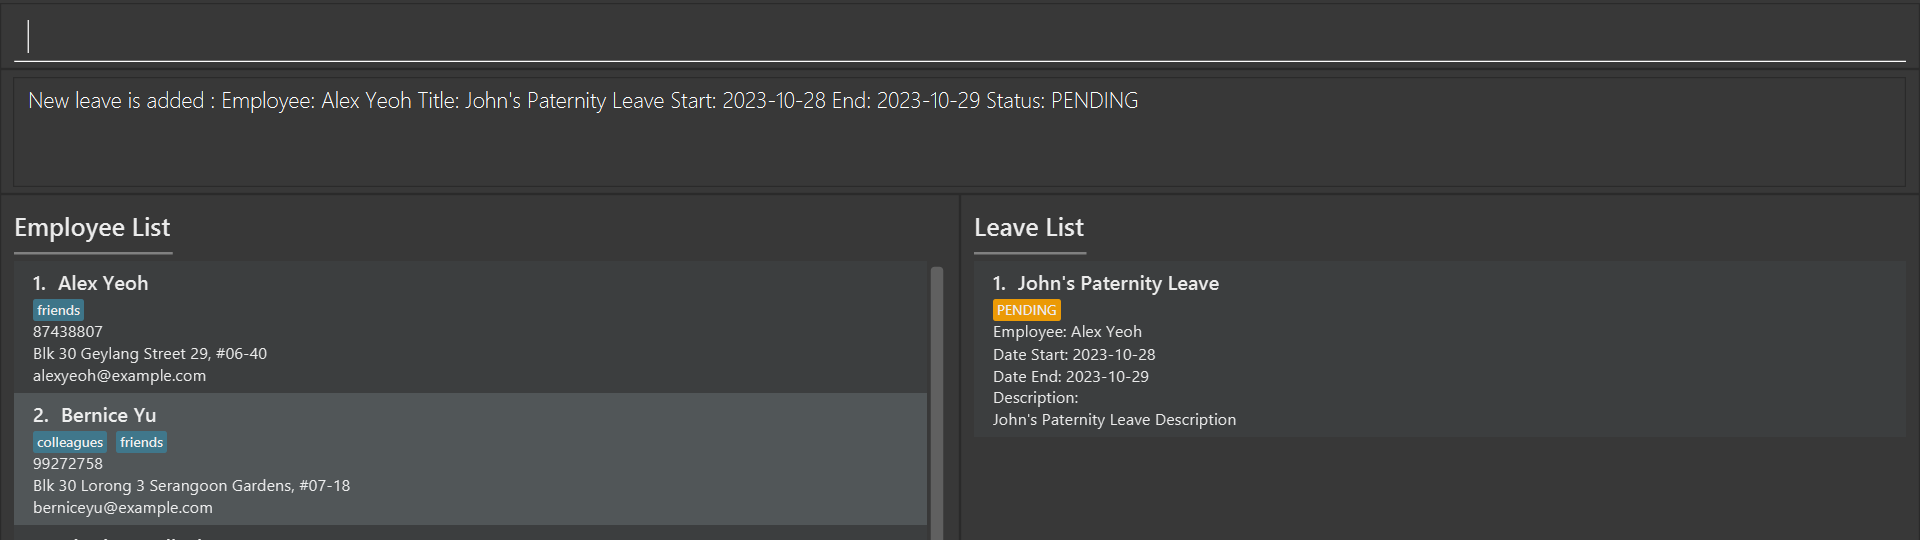 New leave is added : Employee: Alex Yeoh Title: John's Paternity Leave Start: 2023-10-28 End: 2023-10-29 Status: PENDING
Employee List
1. Alex Yeoh
friends
87438807
Blk 30 Geylang Street 29, #06-40
alexyeoh@example.com
2. Bernice Yu
colleagues friends
99272758
Blk 30 Lorong 3 Serangoon Gardens, #07-18
berniceyu@example.com
Leave List
1. John's Paternity Leave
PENDING
Employee: Alex Yeoh
Date Start: 2023-10-28
Date End: 2023-10-29
Description:
John's Paternity Leave Description